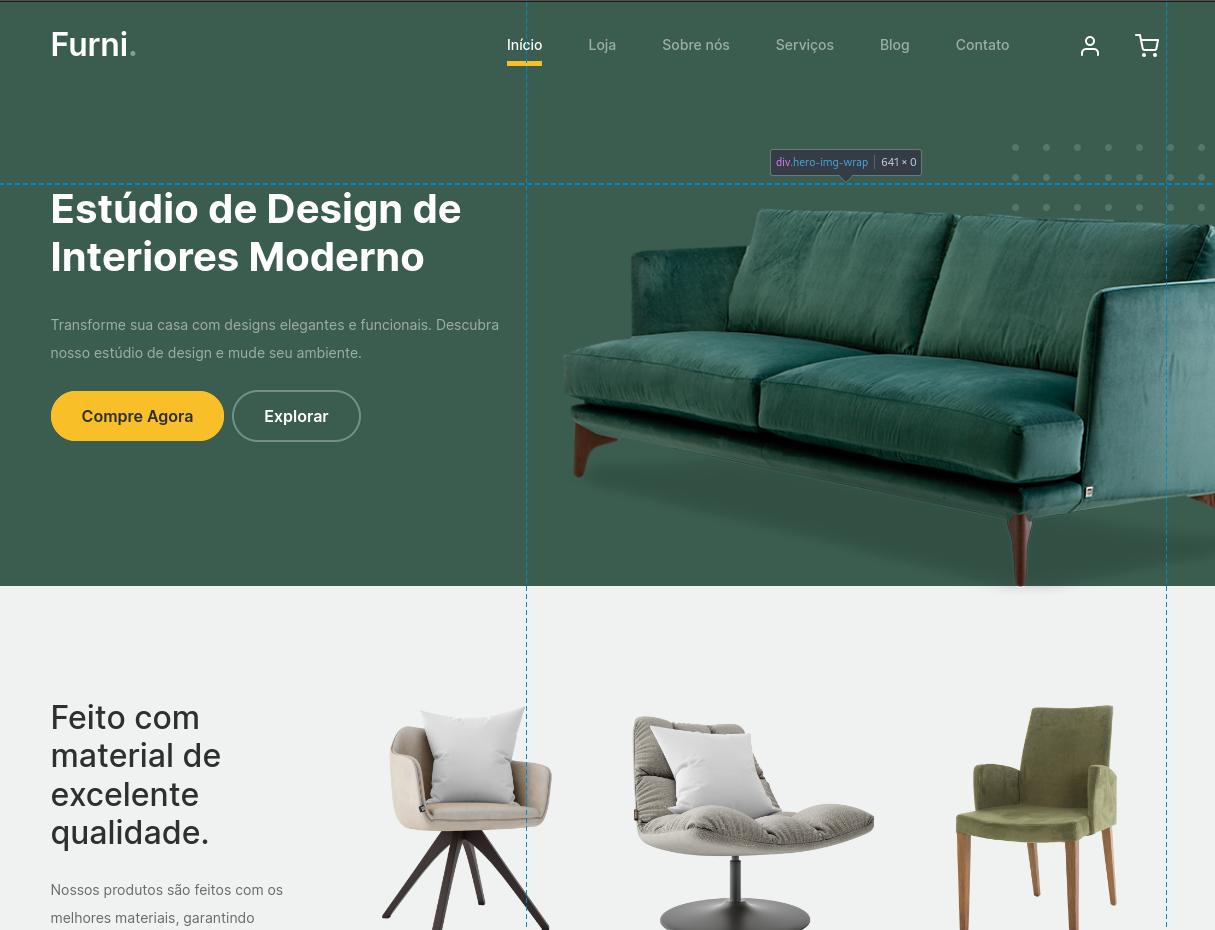 Furni.
Início
Loja
Sobre nós
Serviços
Blog
Contato
div.hero-img-wrap | 641 × 0
Estúdio de Design de
Interiores Moderno
Transforme sua casa com designs elegantes e funcionais. Descubra
nosso estúdio de design e mude seu ambiente.
Compre Agora
Explorar
Feito com
material de
excelente
qualidade.
Nossos produtos são feitos com os
melhores materiais, garantindo